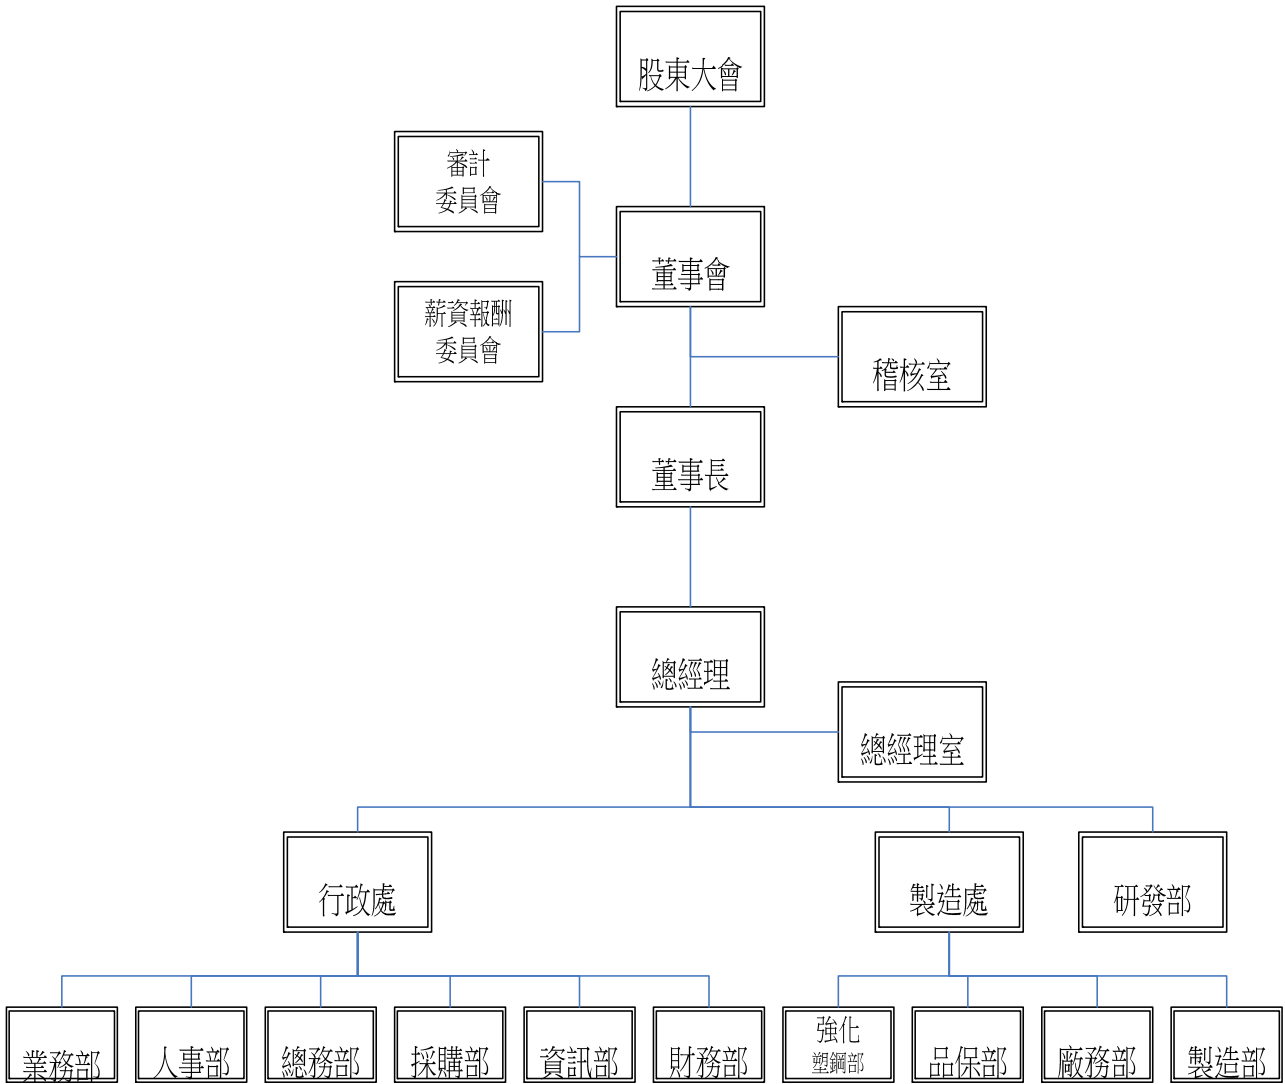 股東大會
審計
委員會
董事會
薪資報酬
委員會
稽核室
董事長
總經理
總經理室
行政處
製造處
研發部
業務部
人事部
總務部
採購部
資訊部
財務部
強化
塑鋼部
品保部
廠務部
製造部